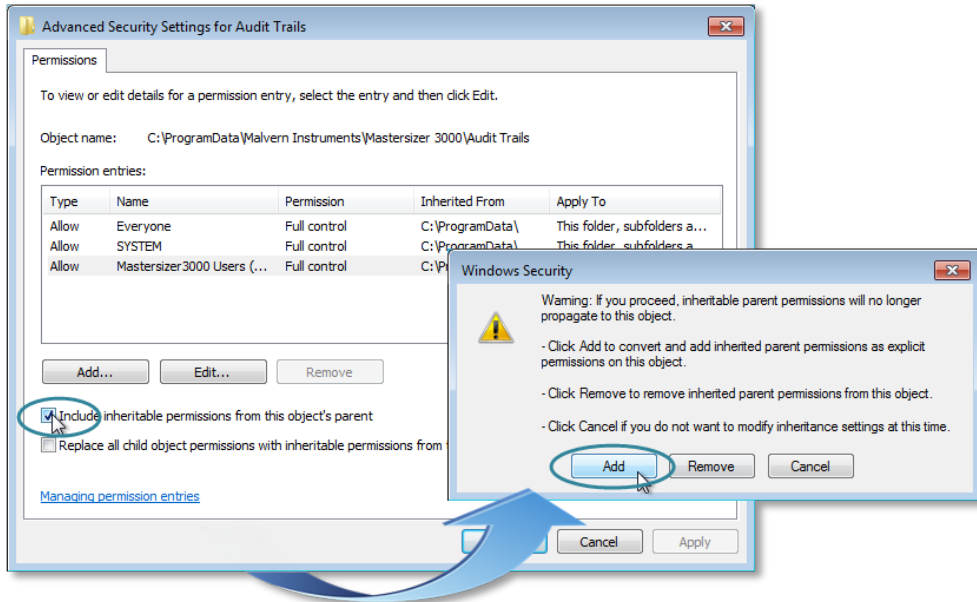 Advanced Security Settings for Audit Trails
Permissions
To view or edit details for a permission entry, select the entry and then click Edit.
Object name: C:\ProgramData\Malvern Instruments\Mastersizer 3000\Audit Trails
Permission entries:
Type Name Permission Inherited From Apply To
Allow Everyone Full control C:\ProgramData\ This folder, subfolders a...
Allow SYSTEM Full control C:\ProgramData\ This folder, subfolders a
Allow Mastersizer3000 Users (... Full control
Add... Edit... Remove
Include inheritable permissions from this object's parent
Replace all child object permissions with inheritable permissions from
Managing permission entries
Cancel Apply
Windows Security
Warning: If you proceed, inheritable parent permissions will no longer
propagate to this object.
- Click Add to convert and add inherited parent permissions as explicit
permissions on this object.
- Click Remove to remove inherited parent permissions from this object.
- Click Cancel if you do not want to modify inheritance settings at this time.
Add Remove Cancel